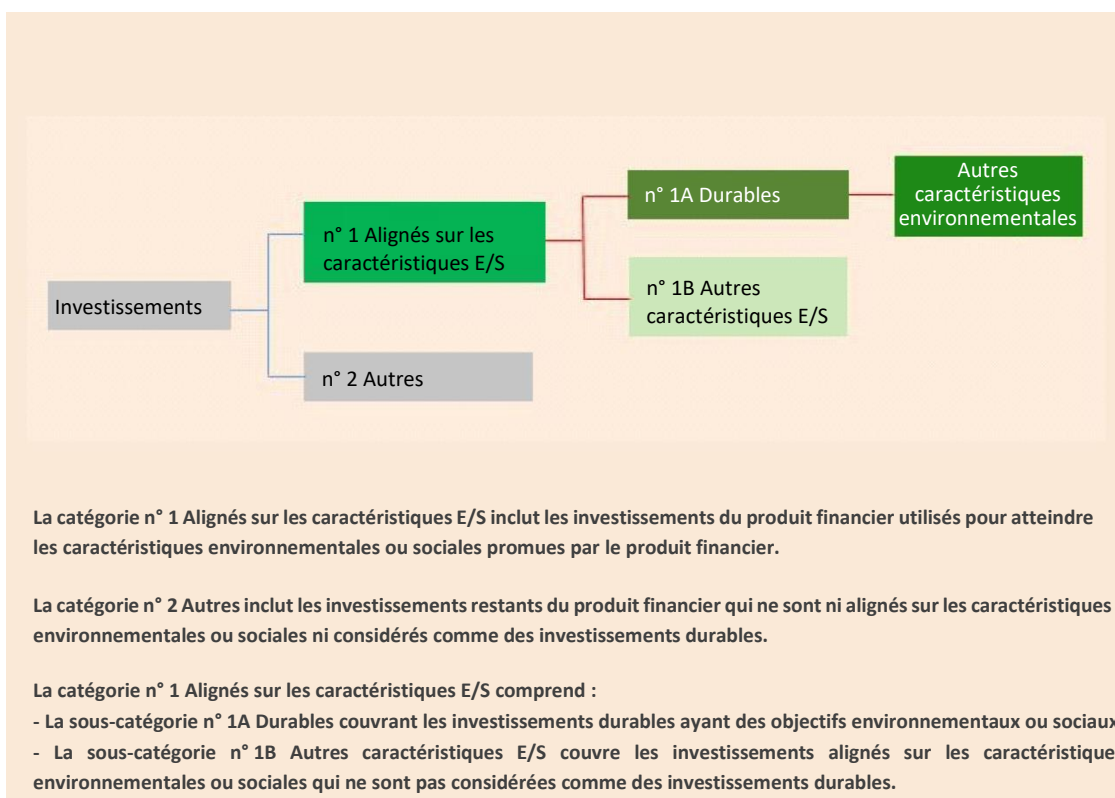 Autres
caractéristiques
environnementales
n° 1A Durables
n° 1 Alignés sur les
caractéristiques E/S
n° 1B Autres
caractéristiques E/S
Investissements
n° 2 Autres
La catégorie n° 1 Alignés sur les caractéristiques E/S inclut les investissements du produit financier utilisés pour atteindre
les caractéristiques environnementales ou sociales promues par le produit financier.
La catégorie n° 2 Autres inclut les investissements restants du produit financier qui ne sont ni alignés sur les caractéristiques
environnementales ou sociales ni considérés comme des investissements durables.
La catégorie n° 1 Alignés sur les caractéristiques E/S comprend :
- La sous-catégorie n° 1A Durables couvrant les investissements durables ayant des objectifs environnementaux ou sociaux
- La sous-catégorie n° 1B Autres caractéristiques E/S couvre les investissements alignés sur les caractéristique
environnementales ou sociales qui ne sont pas considérées comme des investissements durables.